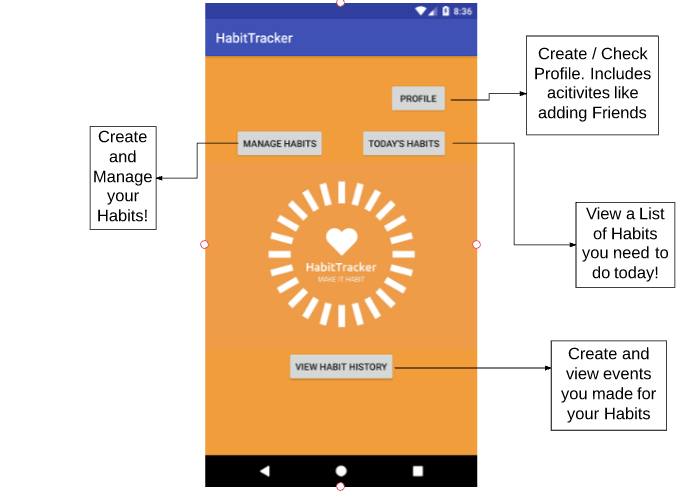 8:36
HabitTracker
Create / Check
Profile. Includes
acitivites like
adding Friends
PROFILE
Create
and
Manage
your
Habits!
MANAGE HABITS
TODAY'S HABITS
View a List
of Habits
you need to
do today!
HabitTracker
MAKE IT HABIT
VIEW HABIT HISTORY
Create and
view events
you made for
your Habits